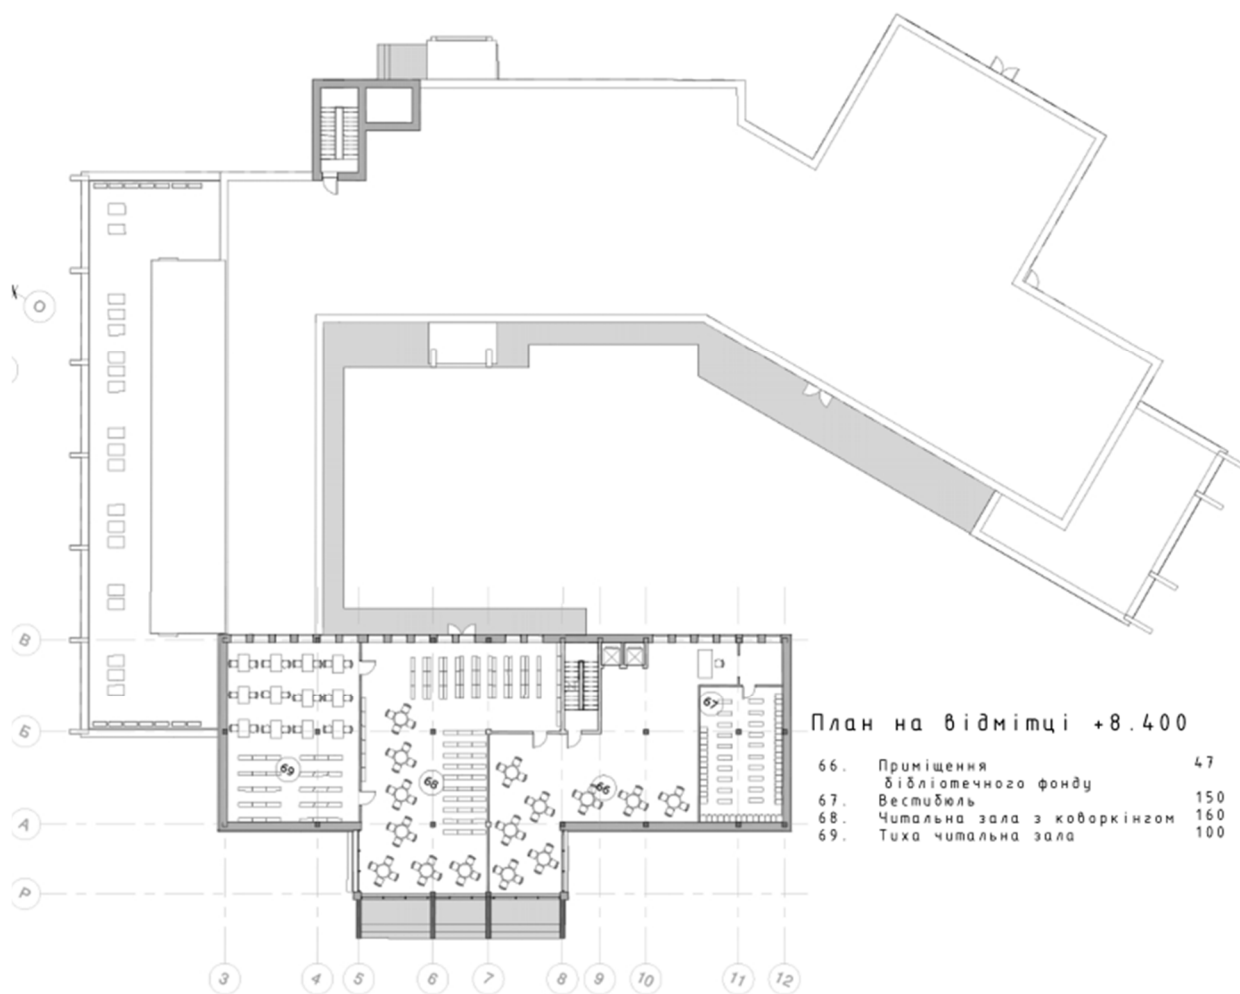 О
В
67
План на відмітці +8.400
Б
66. Приміщення 47
бібліотечного фонду
69
68
66
67. Вестибюль 150
А
68. Читальна зала з коворкінгом 160
69. Тиха читальна зала 100
Р
3 4 5 6 7 8 9 10 11 12